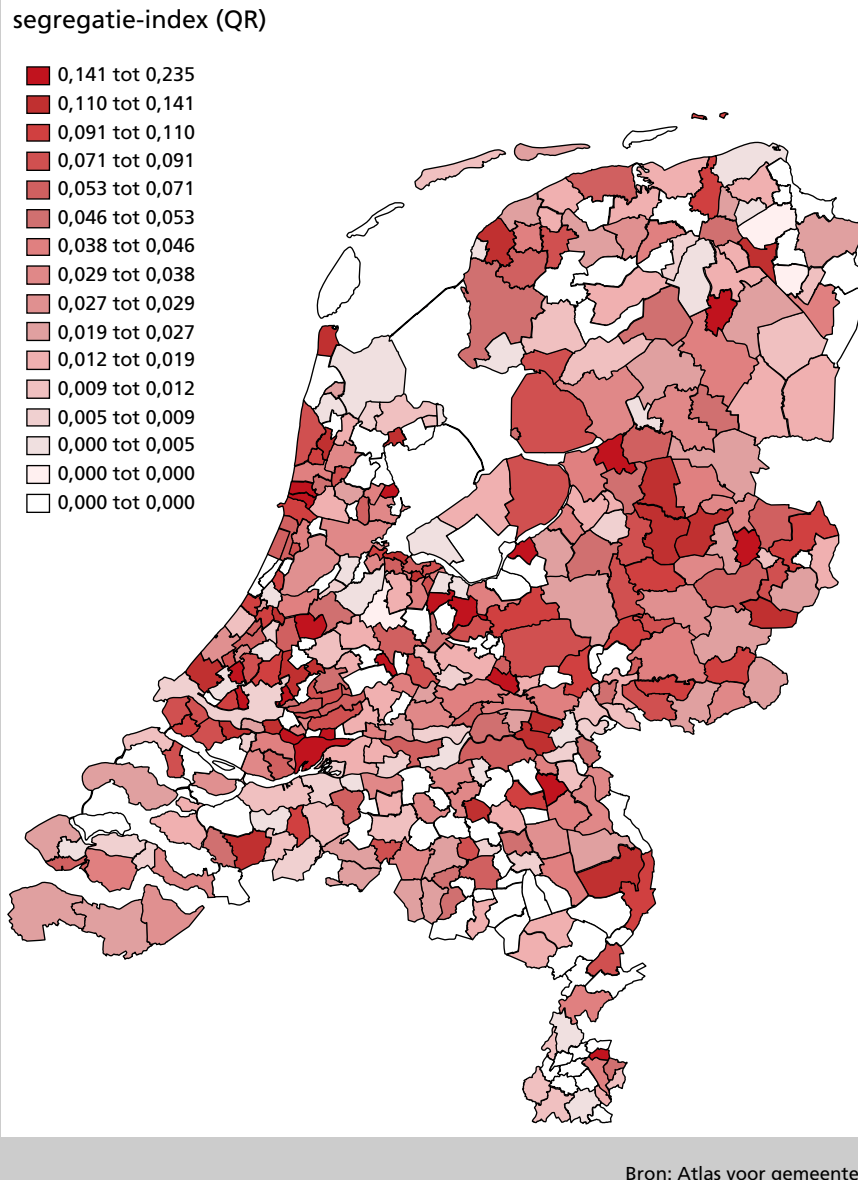 segregatie-index (QR)
0,141 tot 0,235
0,110 tot 0,141
0,091 tot 0,110
0,071 tot 0,091
0,053 tot 0,071
0,046 tot 0,053
0,038 tot 0,046
0,029 tot 0,038
0,027 tot 0,029
0,019 tot 0,027
0,012 tot 0,019
0,009 tot 0,012
0,005 tot 0,009
0,000 tot 0,005
0,000 tot 0,000
0,000 tot 0,000
Bron: Atlas voor gemeente